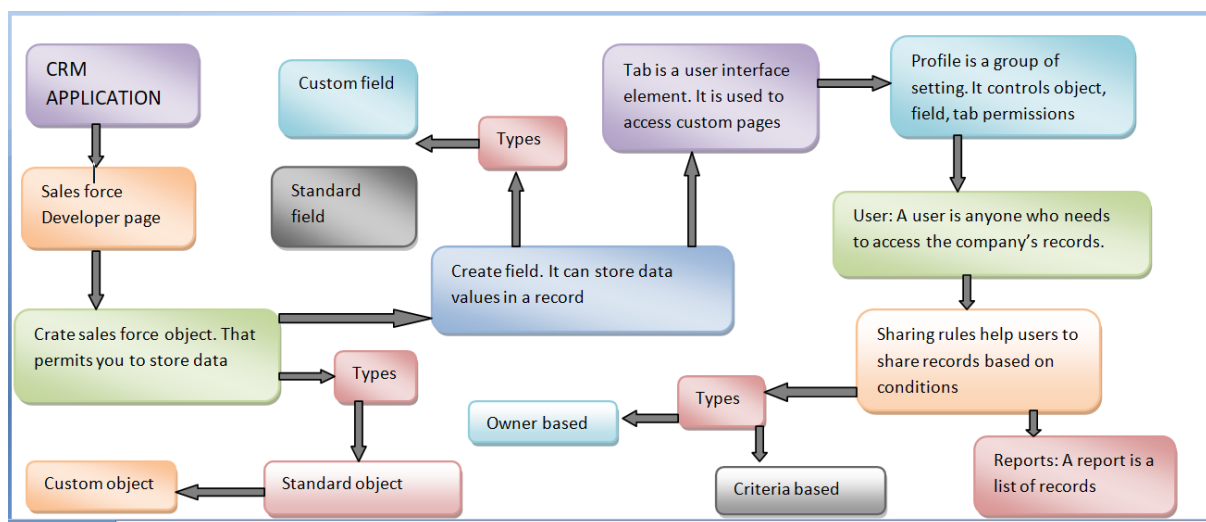 CRM
APPLICATION
Sales force
Developer page
Crate sales force object. That
permits you to store data
Types
Standard object
Custom object
Custom field
Standard
field
Types
Create field. It can store data
values in a record
Tab is a user interface
element. It is used to
access custom pages
Profile is a group of
setting. It controls object,
field, tab permissions
User: A user is anyone who needs
to access the company’s records.
Sharing rules help users to
share records based on
conditions
Types
Owner based
Criteria based
Reports: A report is a
list of records